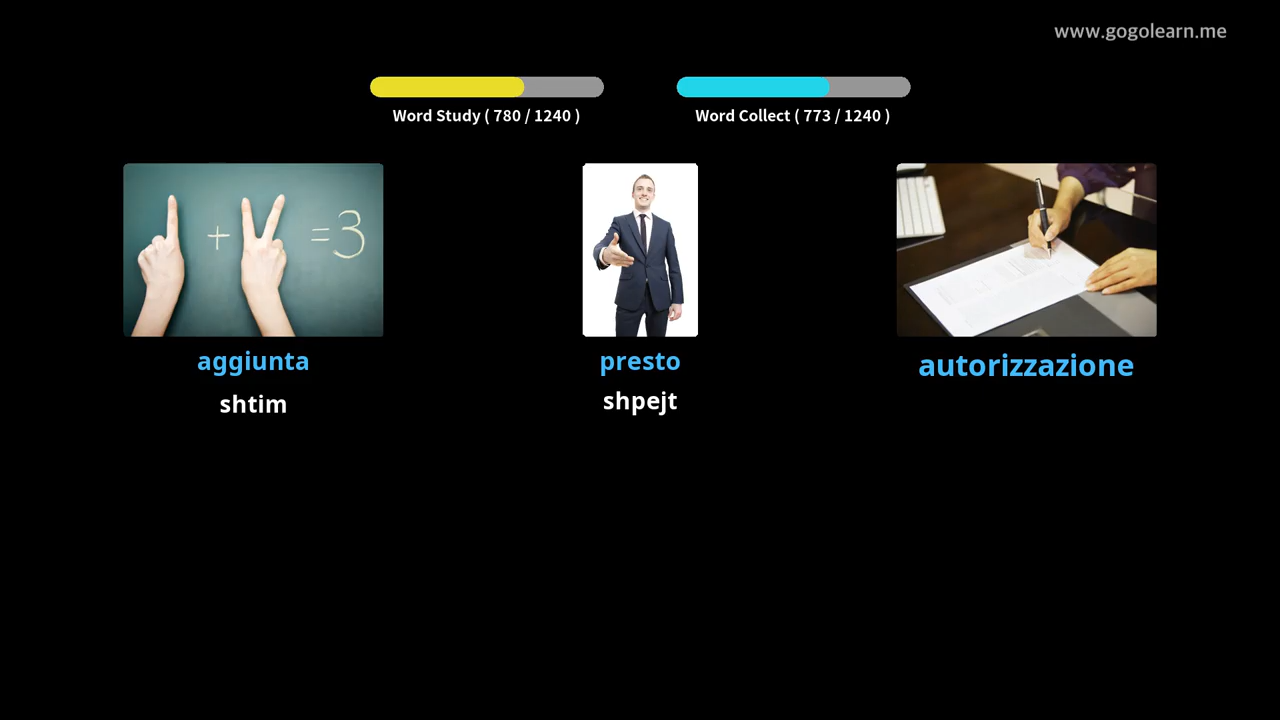 www.gogolearn.me
Word Study ( 780 / 1240 )
Word Collect ( 773 / 1240 )
+ =3
aggiunta
presto
autorizzazione
shtim
shpejt